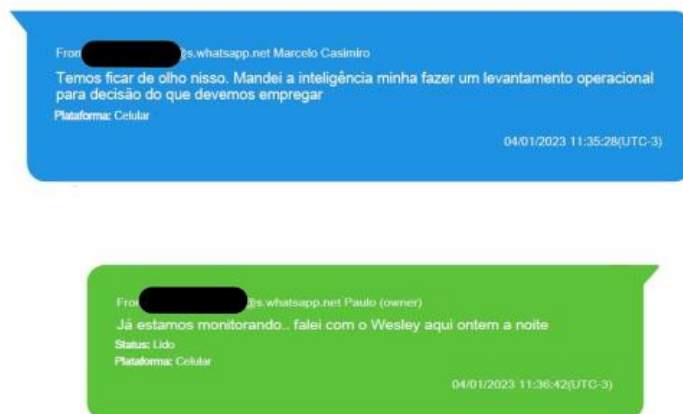 From @s.whatsapp.net Marcelo Casimiro
Temos ficar de olho nisso. Mandei a inteligência minha fazer um levantamento operacional
para decisão do que devemos empregar
Plataforma: Celular
04/01/2023 11:35:28(UTC-3)
From @s.whatsapp.net Paulo (owner)
Já estamos monitorando.. falei com o Wesley aqui ontem a noite
Status: Lido
Plataforma: Celular
04/01/2023 11:36:42(UTC-3)